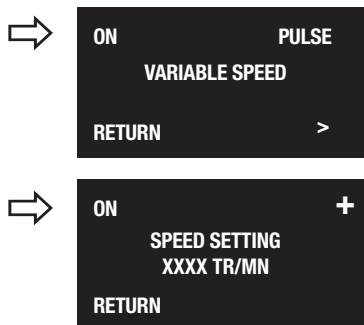 ON PULSE
VARIABLE SPEED
RETURN >
ON +
SPEED SETTING
XXXX TR/MN
RETURN